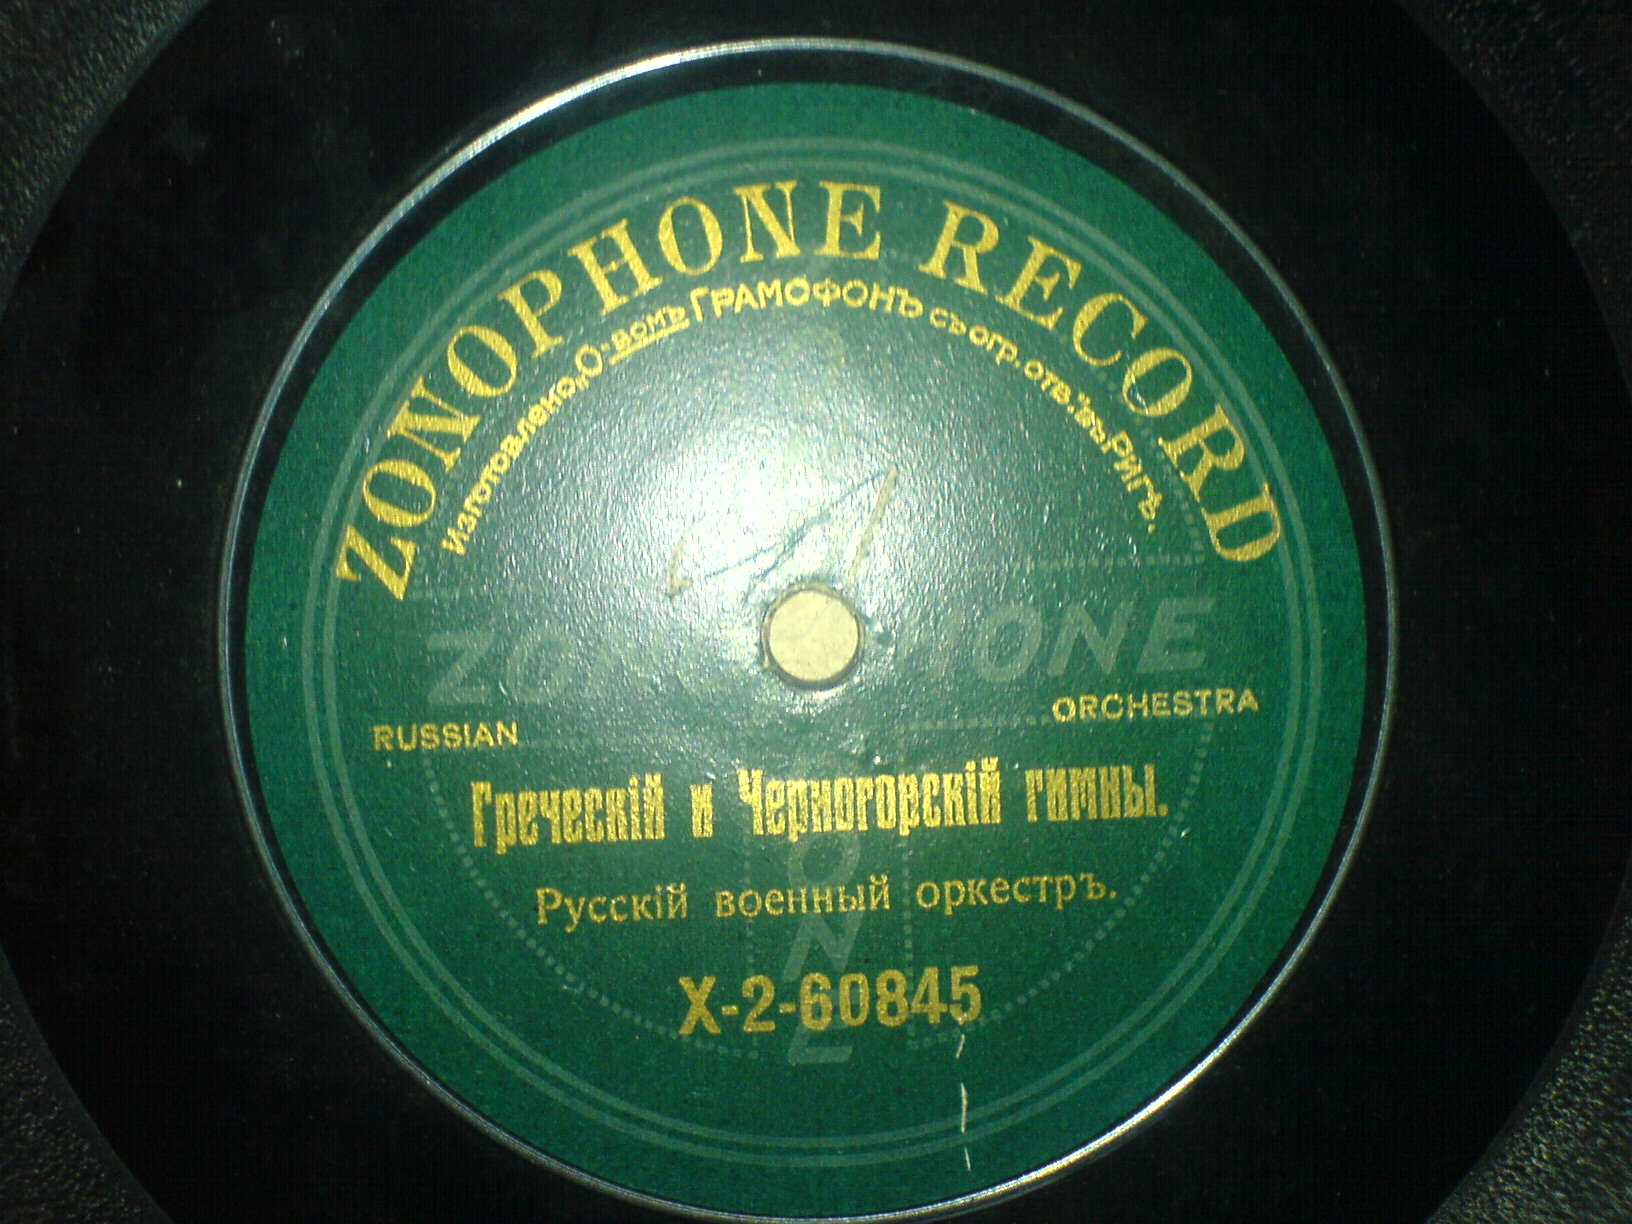 ZONOPHONE RECORD
Изготовлено „О-вомъ ГРАМОФОНЪ съ огр. отв.“ въ Ригѣ.
ZONOPHONE
RUSSIAN ORCHESTRA
Греческій и Черногорскій гимны.
Русскій военный оркестръ.
X-2-60845